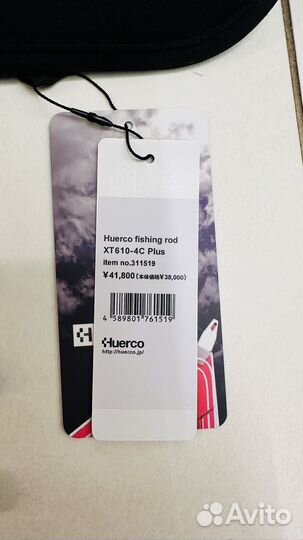 Huerco fishing rod
XT610-4C Plus
item no.311519
¥41,800(本体価格¥38,000)
4 589801 761519
Huerco
http://huerco.jp/
Avito